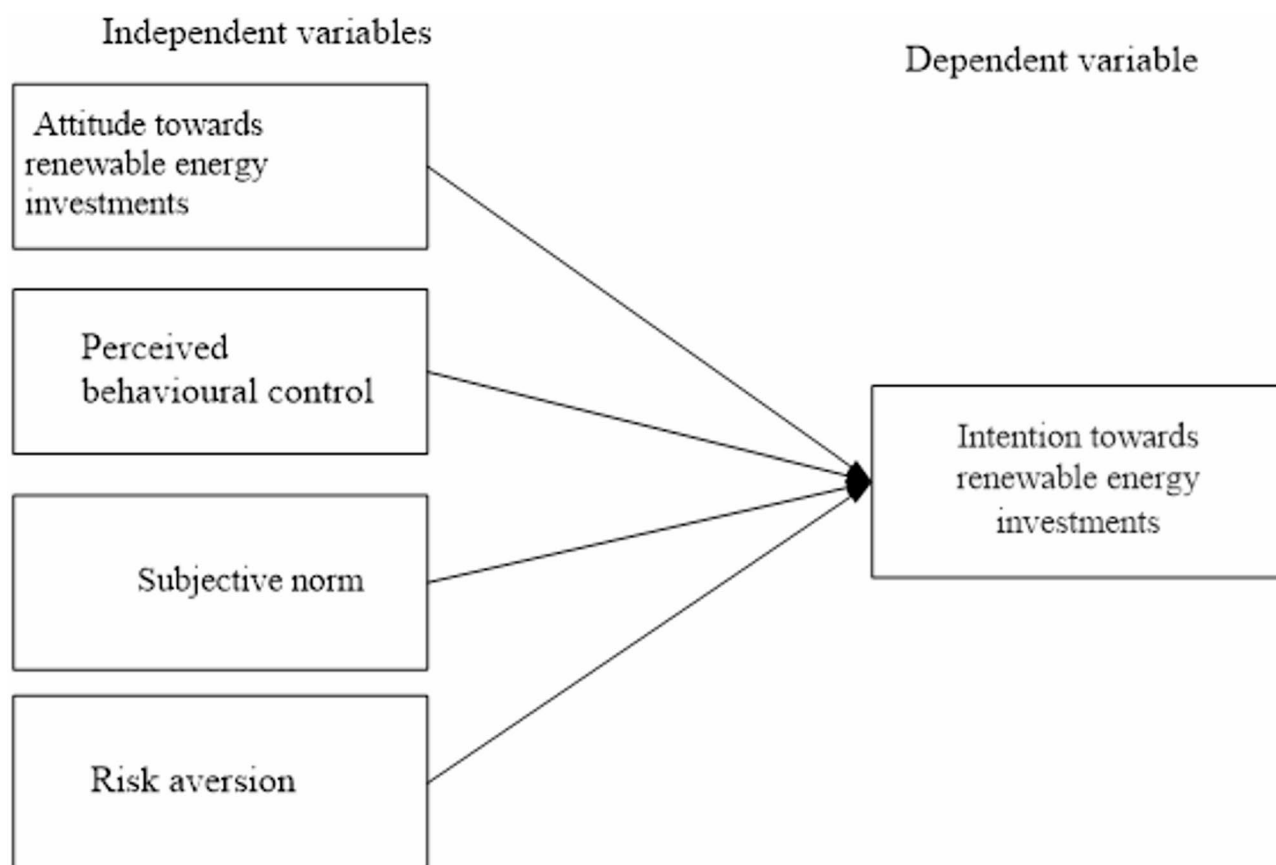 Independent variables
Dependent variable
Attitude towards
renewable energy
investments
Perceived
behavioural control
Subjective norm
Risk aversion
Intention towards
renewable energy
investments